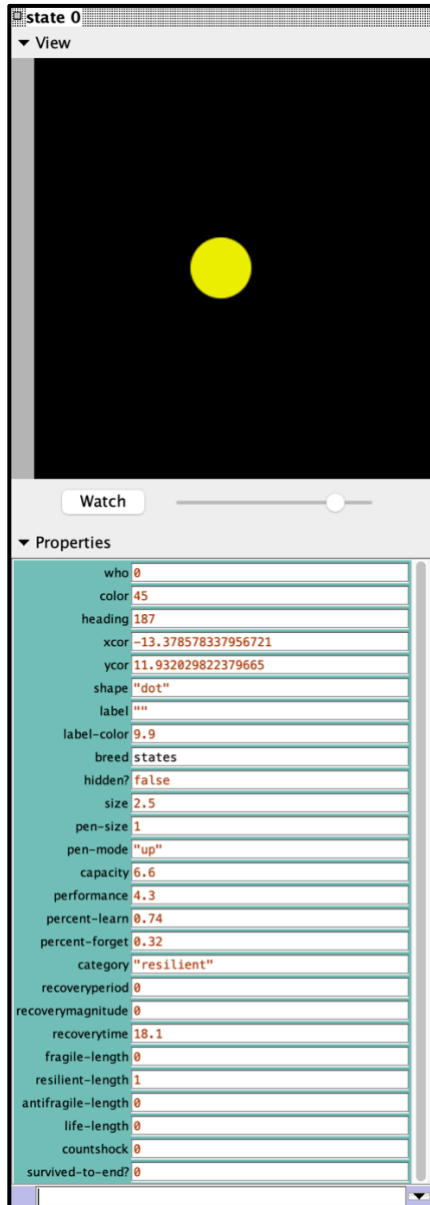 state 0
View
Watch
Properties
who 0
color 45
heading 187
xcor -13.378578337956721
ycor 11.932029822379665
shape "dot"
label ""
label-color 9.9
breed states
hidden? false
size 2.5
pen-size 1
pen-mode "up"
capacity 6.6
performance 4.3
percent-learn 0.74
percent-forget 0.32
category "resilient"
recoveryperiod 0
recoverymagnitude 0
recoverytime 18.1
fragile-length 0
resilient-length 1
antifragile-length 0
life-length 0
countshock 0
survived-to-end? 0